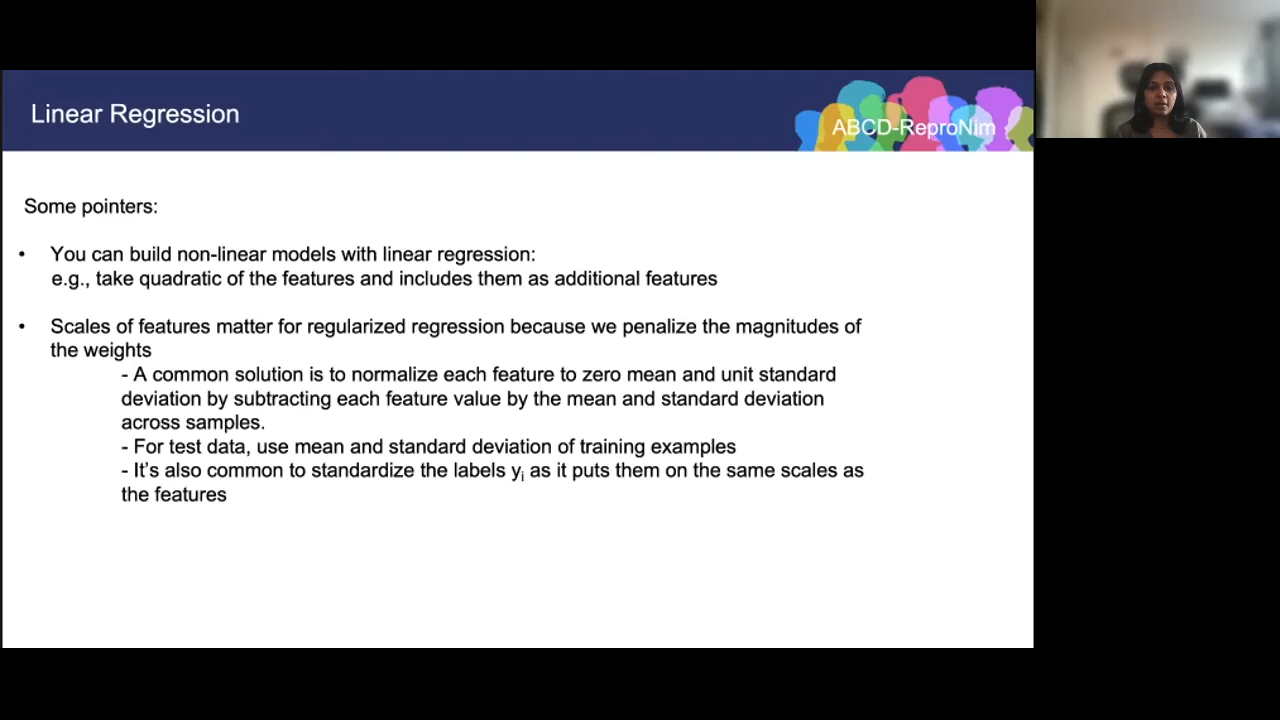 Linear Regression
ABCD-ReproNim
Some pointers:
• You can build non-linear models with linear regression:
e.g., take quadratic of the features and includes them as additional features
• Scales of features matter for regularized regression because we penalize the magnitudes of
the weights
- A common solution is to normalize each feature to zero mean and unit standard
deviation by subtracting each feature value by the mean and standard deviation
across samples.
- For test data, use mean and standard deviation of training examples
- It's also common to standardize the labels yᵢ as it puts them on the same scales as
the features